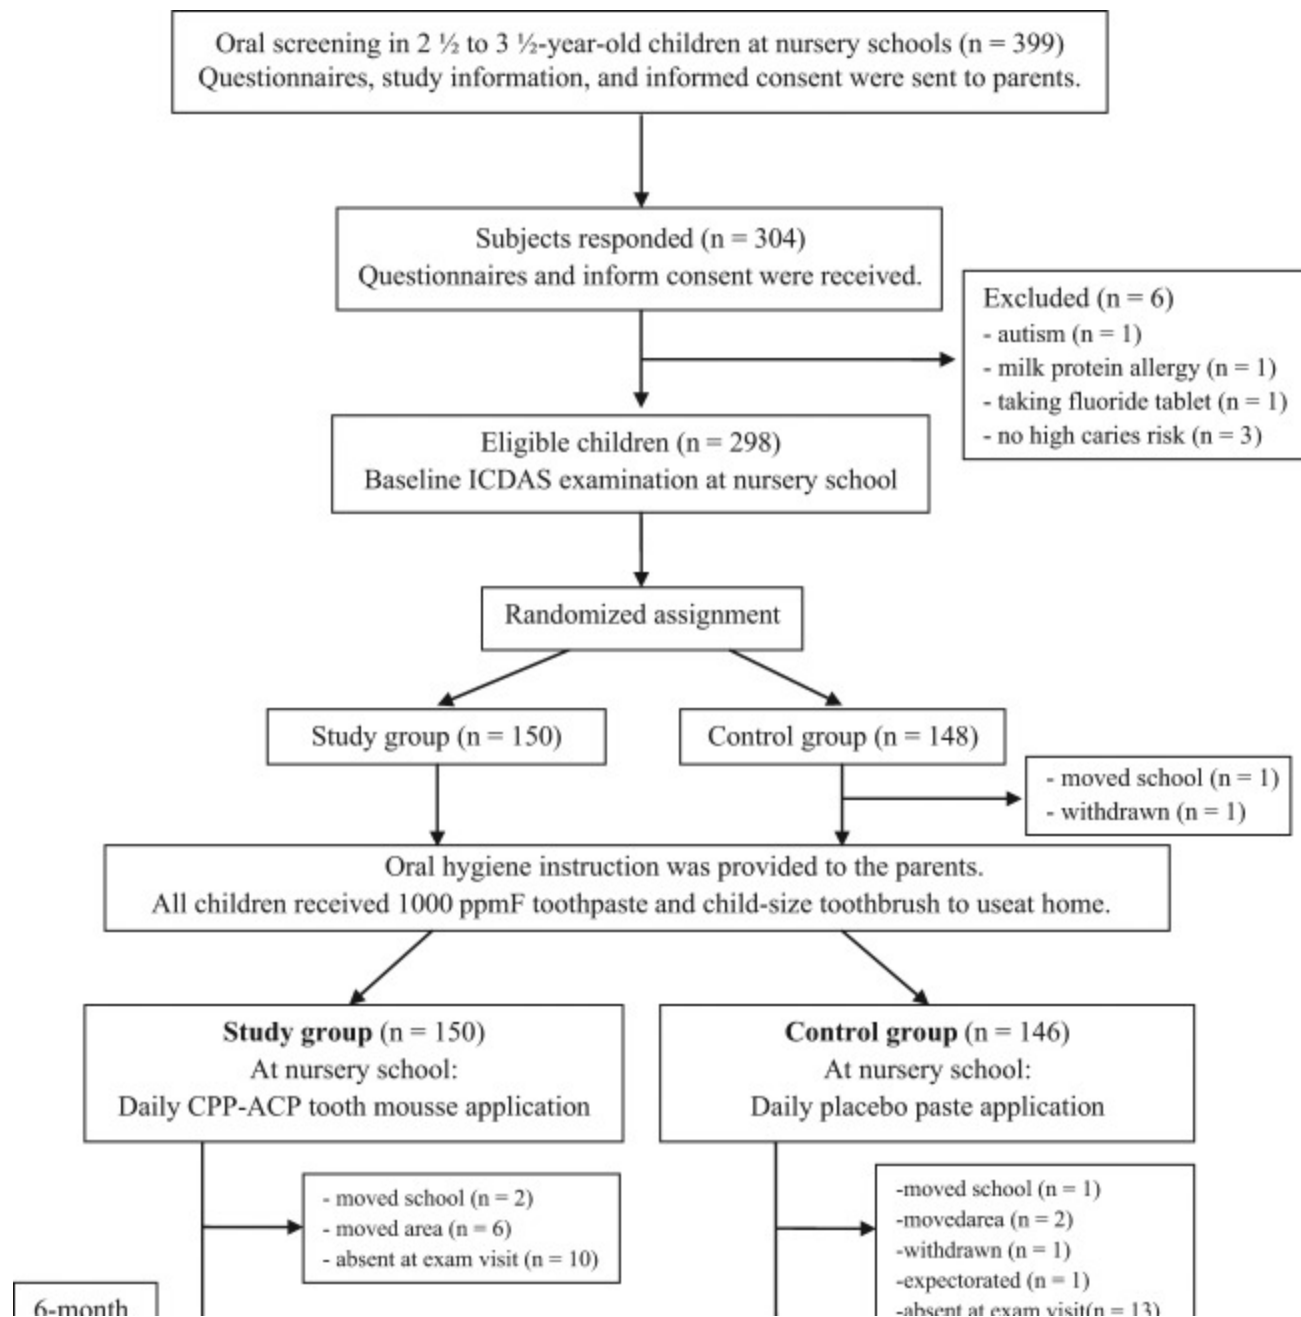 Oral screening in 2 ½ to 3 ½-year-old children at nursery schools (n = 399)
Questionnaires, study information, and informed consent were sent to parents.
Subjects responded (n = 304)
Questionnaires and inform consent were received.
Excluded (n = 6)
- autism (n = 1)
- milk protein allergy (n = 1)
- taking fluoride tablet (n = 1)
- no high caries risk (n = 3)
Eligible children (n = 298)
Baseline ICDAS examination at nursery school
Randomized assignment
Study group (n = 150)
Control group (n = 148)
- moved school (n = 1)
- withdrawn (n = 1)
Oral hygiene instruction was provided to the parents.
All children received 1000 ppmF toothpaste and child-size toothbrush to useat home.
Study group (n = 150)
At nursery school:
Daily CPP-ACP tooth mousse application
Control group (n = 146)
At nursery school:
Daily placebo paste application
- moved school (n = 2)
- moved area (n = 6)
- absent at exam visit (n = 10)
-moved school (n = 1)
-movedarea (n = 2)
-withdrawn (n = 1)
-expectorated (n = 1)
-absent at exam visit(n = 13)
6-month